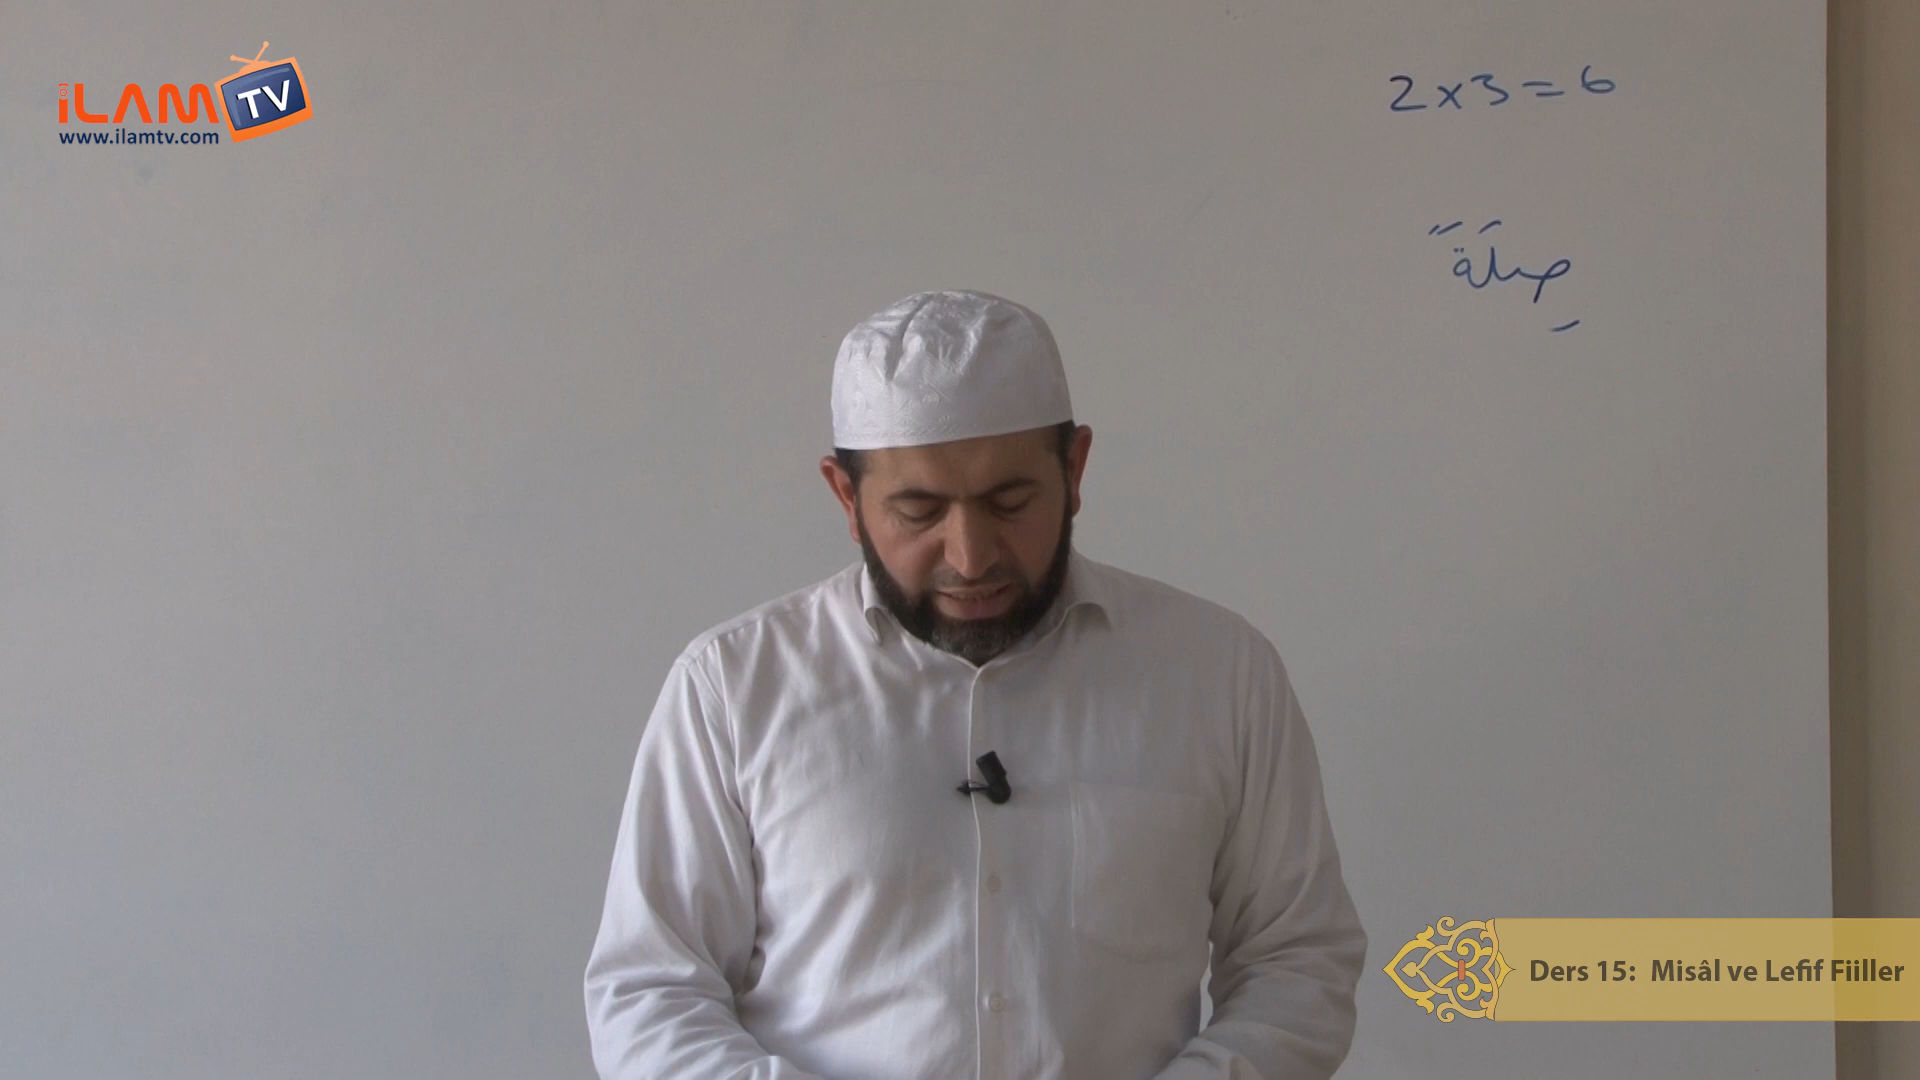 iLAM TV
www.ilamtv.com
2x3=6
صِلَةً
Ders 15: Misâl ve Lefif Fiiller